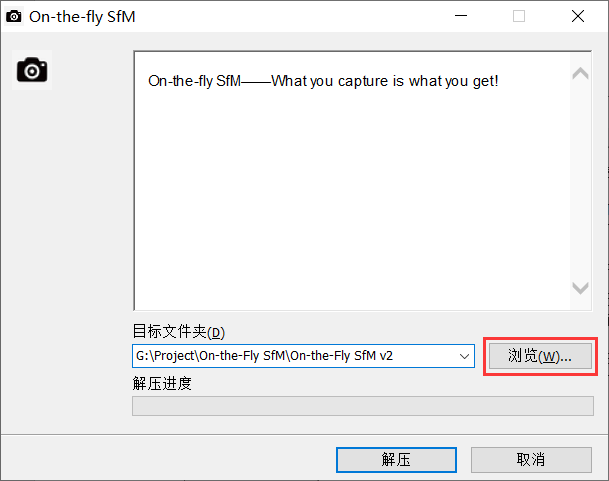 On-the-fly SfM
On-the-fly SfM——What you capture is what you get!
目标文件夹(D)
G:\Project\On-the-Fly SfM\On-the-Fly SfM v2
浏览(W)...
解压进度
解压
取消